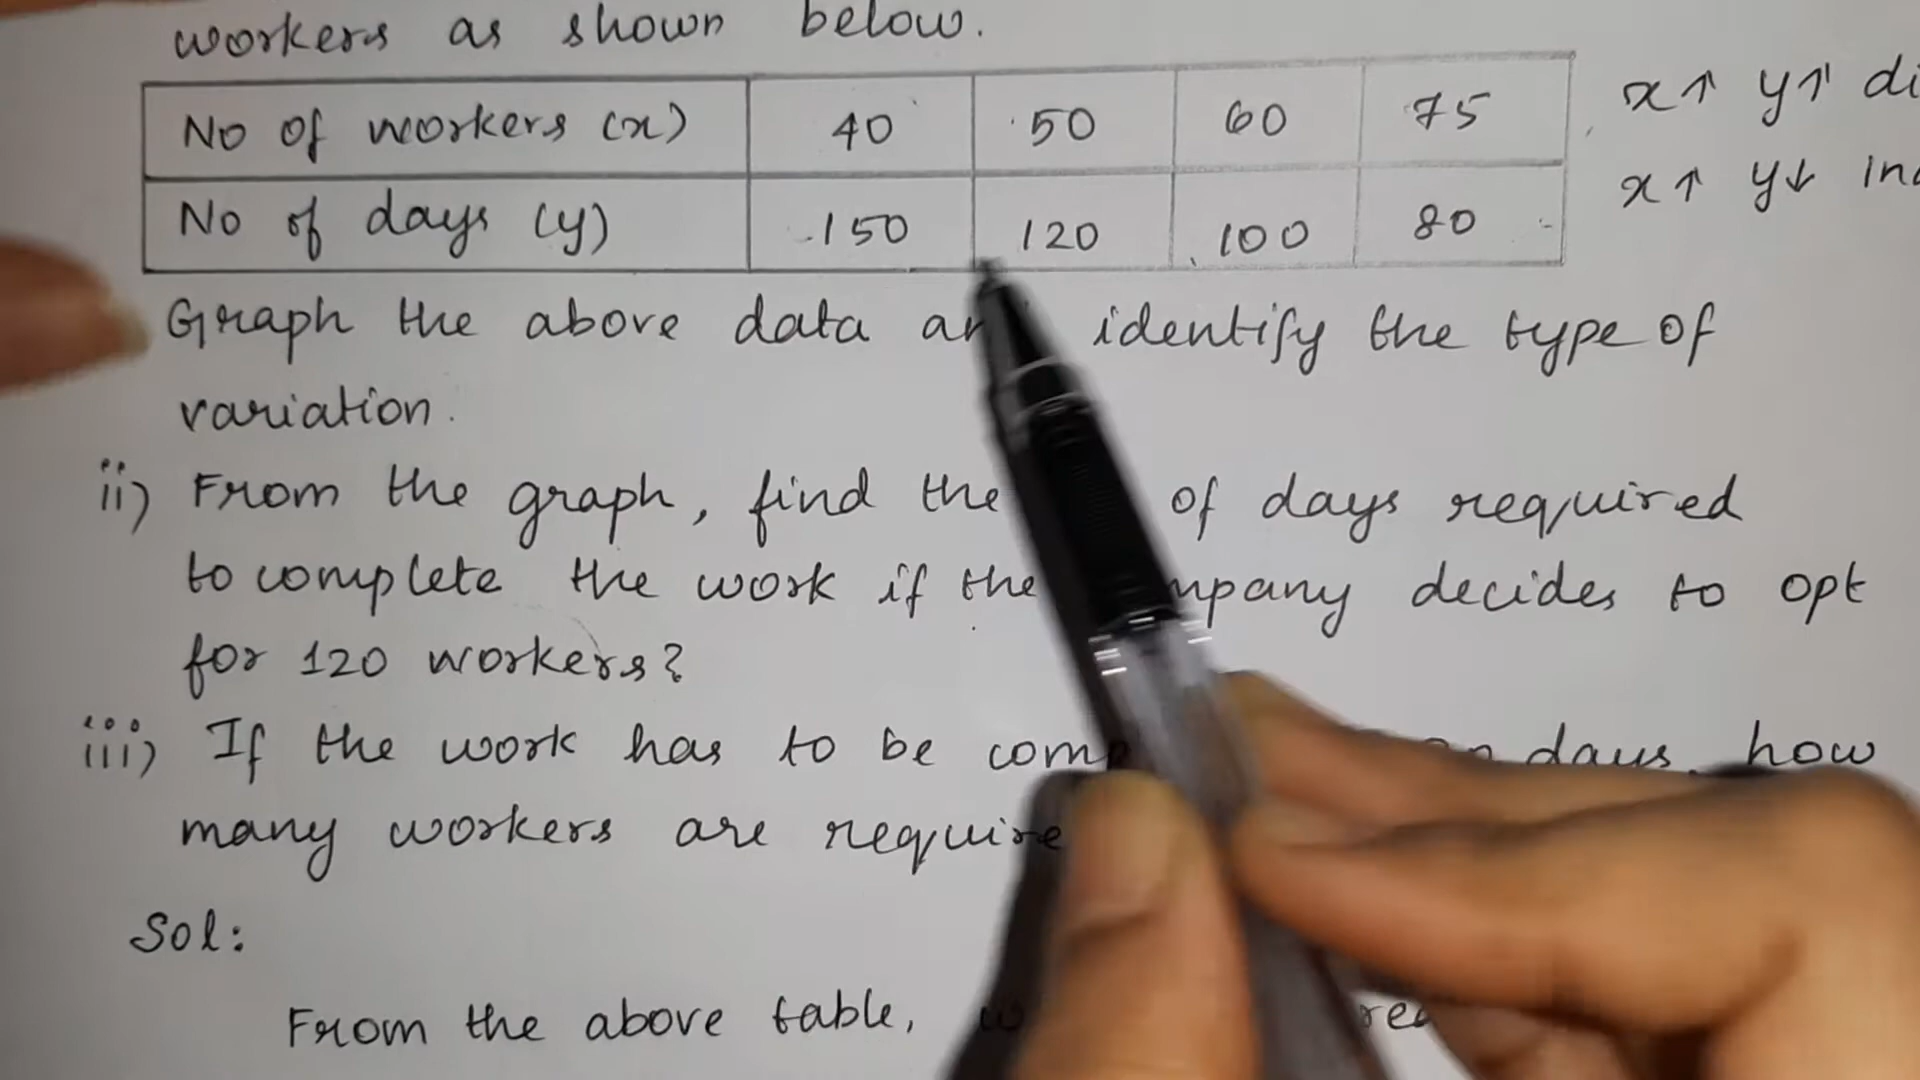 workers as shown below.
No of workers (x) 40 50 60 75
No of days (y) 150 120 100 80
x↑ y↑ di
x↑ y↓ in
Graph the above data identify the type of
variation.
ii) From the graph, find the of days required
to complete the work if the decides to opt
for 120 workers?
iii) If the work has to be days, how
many workers are require
Sol:
From the above table,